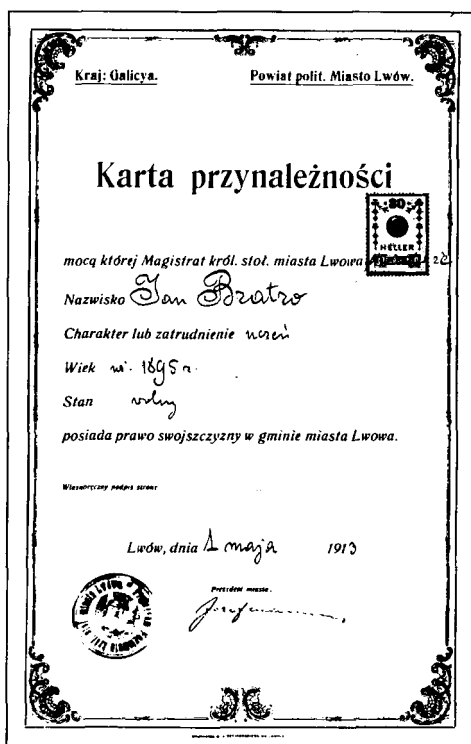 Kraj: Galicya. Powiat polit. Miasto Lwów.
Karta przynależności
80
HELLER
mocą której Magistrat król. stoł. miasta Lwowa że
Nazwisko Jan Bratro
Charakter lub zatrudnienie uczeń
Wiek ur. 1895 r.
Stan wolny
posiada prawo swojszczyzny w gminie miasta Lwowa.
Własnoręczny podpis strony
Lwów, dnia 1 maja 1913
Prezydent miasta.